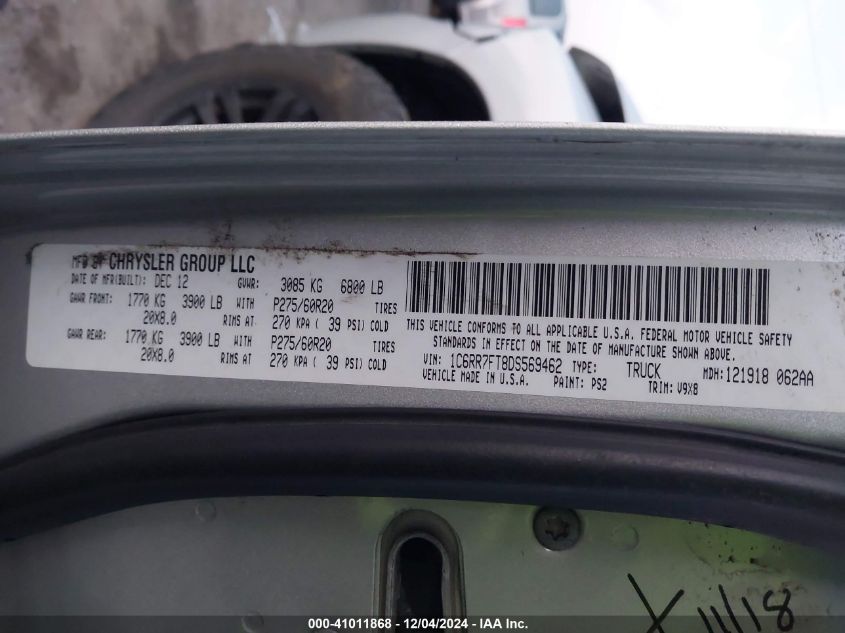 MFD BY CHRYSLER GROUP LLC
DATE OF MFR(BUILT): DEC 12 GVWR: 3085 KG 6800 LB
GAWR FRONT: 1770 KG 3900 LB WITH P275/60R20 TIRES
20X8.0 RIMS AT 270 KPA ( 39 PSI) COLD
GAWR REAR: 1770 KG 3900 LB WITH P275/60R20 TIRES
20X8.0 RIMS AT 270 KPA ( 39 PSI) COLD
THIS VEHICLE CONFORMS TO ALL APPLICABLE U.S.A. FEDERAL MOTOR VEHICLE SAFETY
STANDARDS IN EFFECT ON THE DATE OF MANUFACTURE SHOWN ABOVE.
VIN: 1C6RR7FT8DS569462 TYPE: TRUCK MDH: 121918 062AA
VEHICLE MADE IN U.S.A. PAINT: PS2 TRIM: V9X8
X 11/18
000-41011868 - 12/04/2024 - IAA Inc.